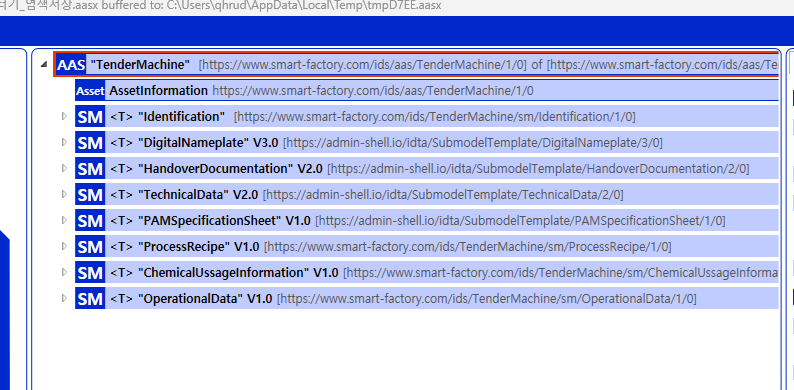 터기_염색서상.aasx buffered to: C:\Users\qhrud\AppData\Local\Temp\tmpD7EE.aasx
AAS "TenderMachine" [https://www.smart-factory.com/ids/aas/TenderMachine/1/0] of [https://www.smart-factory.com/ids/aas/Te
Asset AssetInformation https://www.smart-factory.com/ids/aas/TenderMachine/1/0
SM <T> "Identification" [https://www.smart-factory.com/ids/TenderMachine/sm/Identification/1/0]
SM <T> "DigitalNameplate" V3.0 [https://admin-shell.io/idta/SubmodelTemplate/DigitalNameplate/3/0]
SM <T> "HandoverDocumentation" V2.0 [https://admin-shell.io/idta/SubmodelTemplate/HandoverDocumentation/2/0]
SM <T> "TechnicalData" V2.0 [https://admin-shell.io/idta/SubmodelTemplate/TechnicalData/2/0]
SM <T> "PAMSpecificationSheet" V1.0 [https://admin-shell.io/idta/SubmodelTemplate/PAMSpecificationSheet/1/0]
SM <T> "ProcessRecipe" V1.0 [https://www.smart-factory.com/ids/TenderMachine/sm/ProcessRecipe/1/0]
SM <T> "ChemicalUssageInformation" V1.0 [https://www.smart-factory.com/ids/TenderMachine/sm/ChemicalUssageInforma
SM <T> "OperationalData" V1.0 [https://www.smart-factory.com/ids/TenderMachine/sm/OperationalData/1/0]